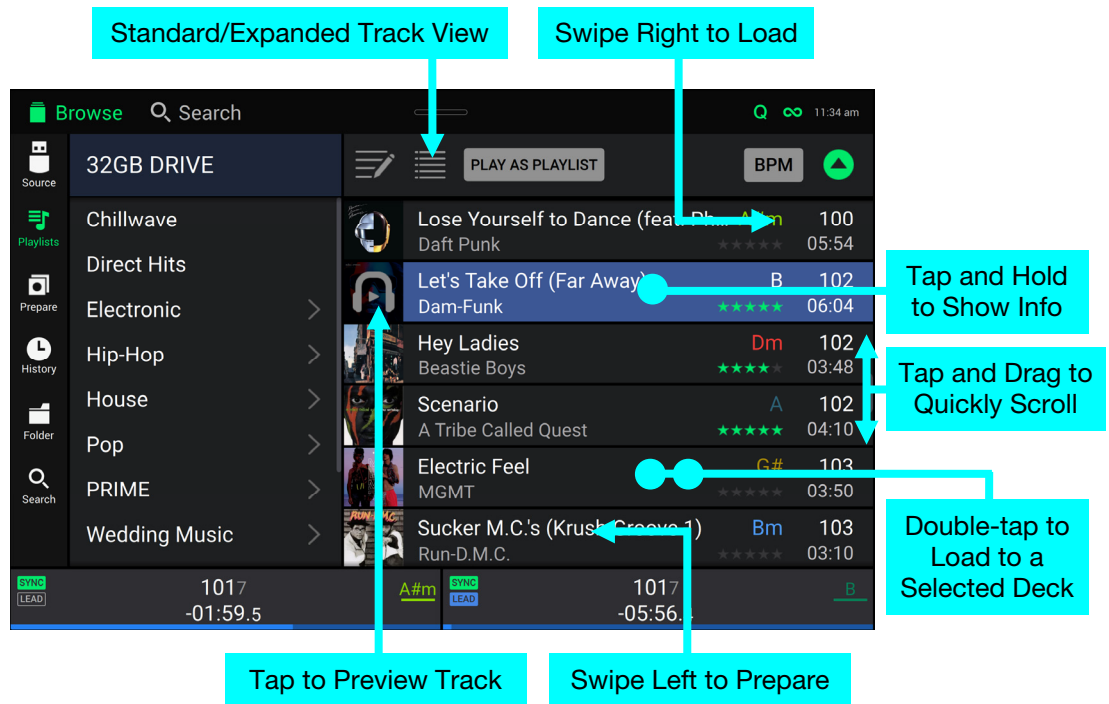 Standard/Expanded Track View
Swipe Right to Load
Browse
Search
Q
11:34 am
Source
32GB DRIVE
PLAY AS PLAYLIST
BPM
Playlists
Prepare
History
Folder
Search
Chillwave
Direct Hits
Electronic
Hip-Hop
House
Pop
PRIME
Wedding Music
Lose Yourself to Dance (feat. Ph... 100
Daft Punk 05:54
Let's Take Off (Far Away) B 102
Dam-Funk 06:04
Hey Ladies Dm 102
Beastie Boys 03:48
Scenario A 102
A Tribe Called Quest 04:10
Electric Feel G# 103
MGMT 03:50
Sucker M.C.'s (Krush Groove 1) Bm 103
RUN-DMC
Run-D.M.C. 03:10
Tap and Hold
to Show Info
Tap and Drag to
Quickly Scroll
Double-tap to
Load to a
Selected Deck
SYNC
LEAD
1017
-01:59.5
A#m
SYNC
LEAD
1017
-05:56.
B
Tap to Preview Track
Swipe Left to Prepare